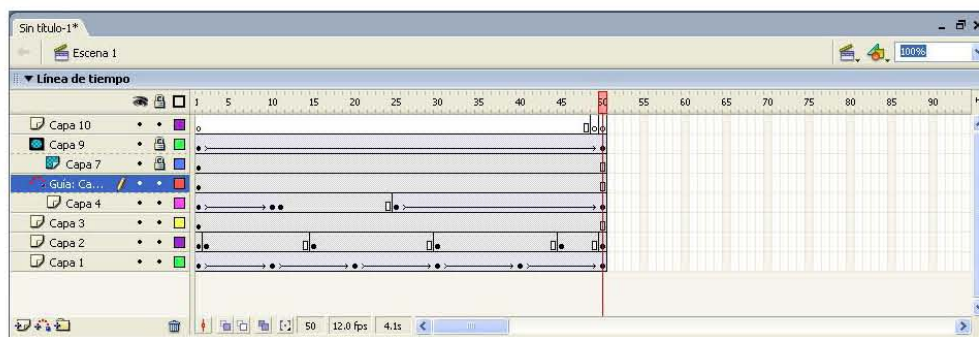 Sin título-1*
Escena 1
100%
Línea de tiempo
1 5 10 15 20 25 30 35 40 45 50 55 60 65 70 75 80 85 90
Capa 10
Capa 9
Capa 7
Guía: Ca...
Capa 4
Capa 3
Capa 2
Capa 1
50 12.0 fps 4.1s